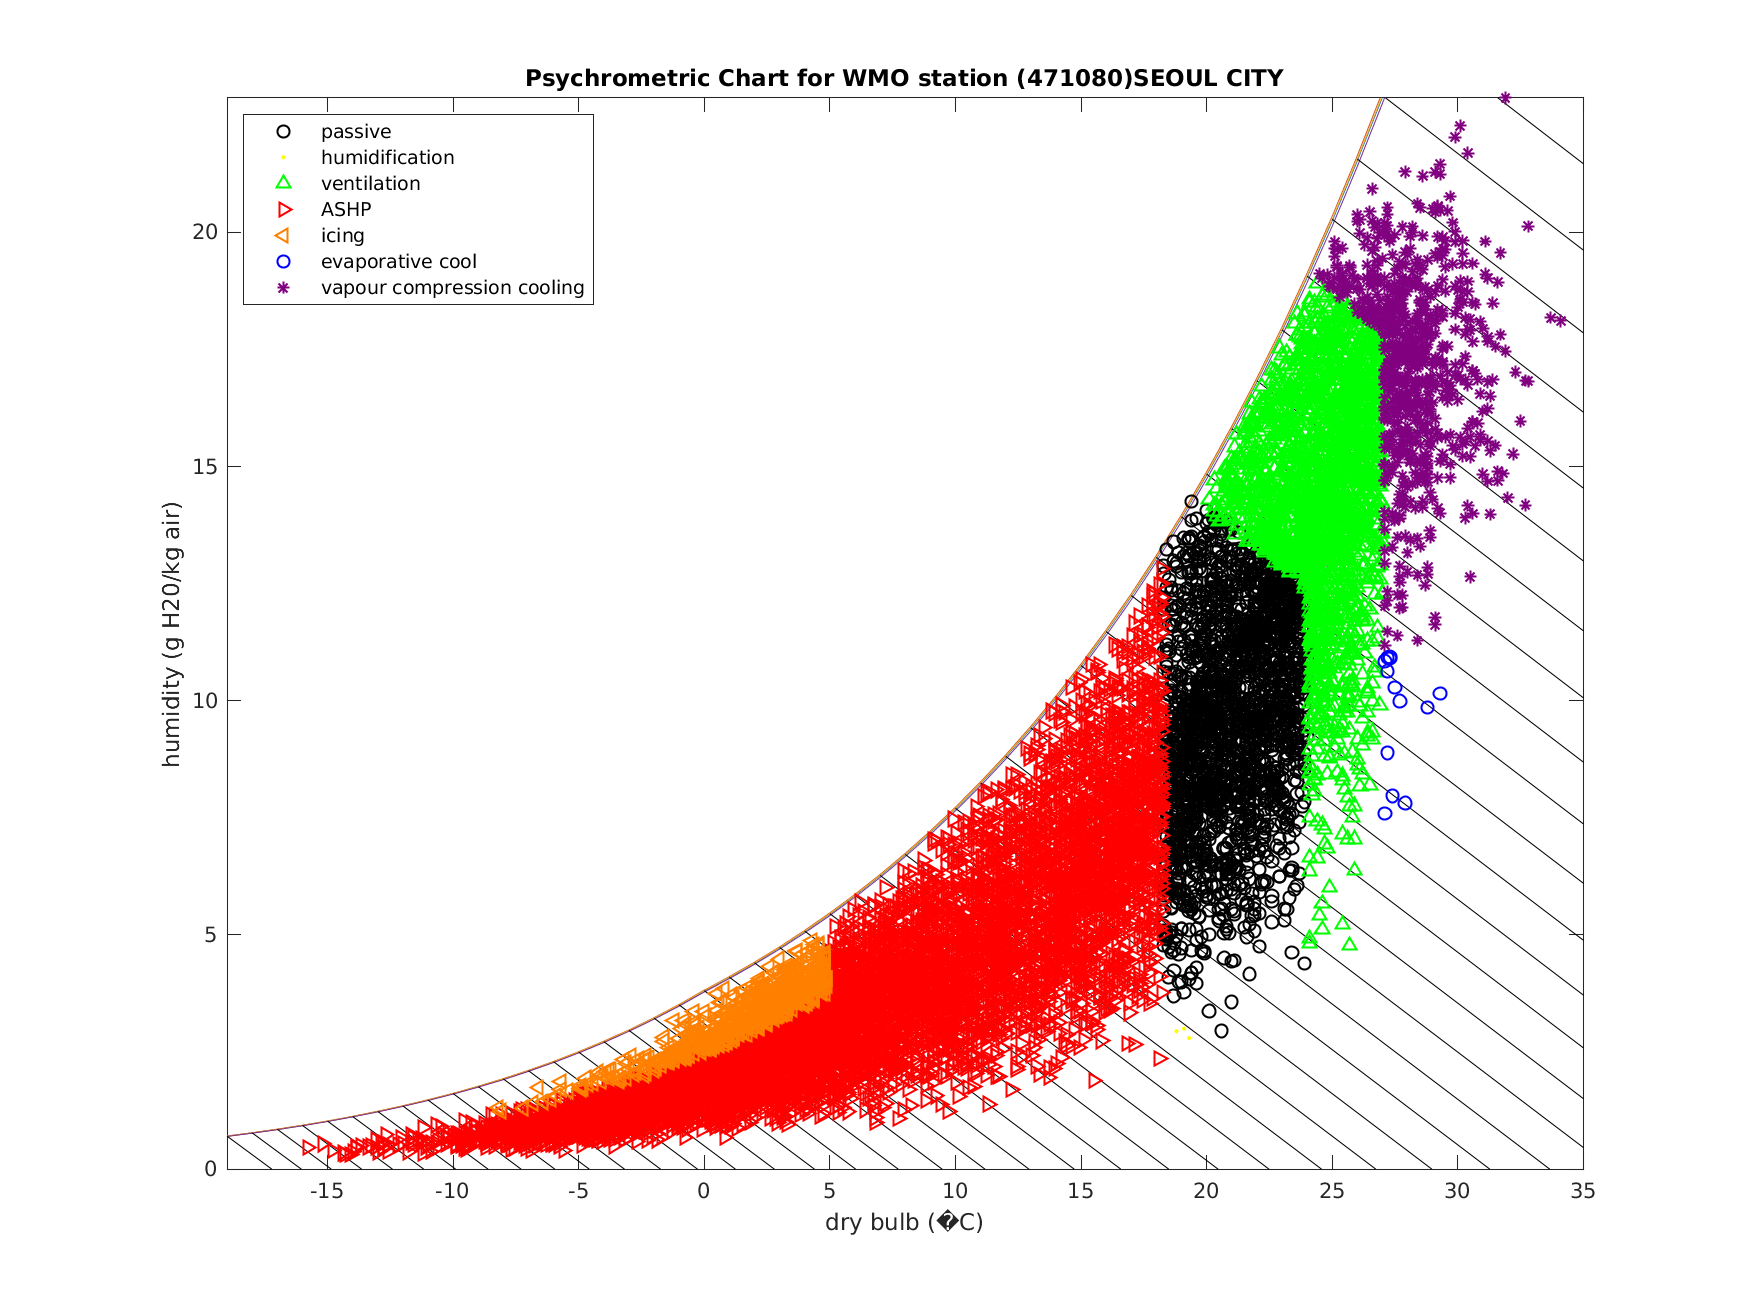 Psychrometric Chart for WMO station (471080)SEOUL CITY
passive
humidification
ventilation
ASHP
icing
evaporative cool
vapour compression cooling
20
15
10
5
0
humidity (g H20/kg air)
-15 -10 -5 0 5 10 15 20 25 30 35
dry bulb (�C)